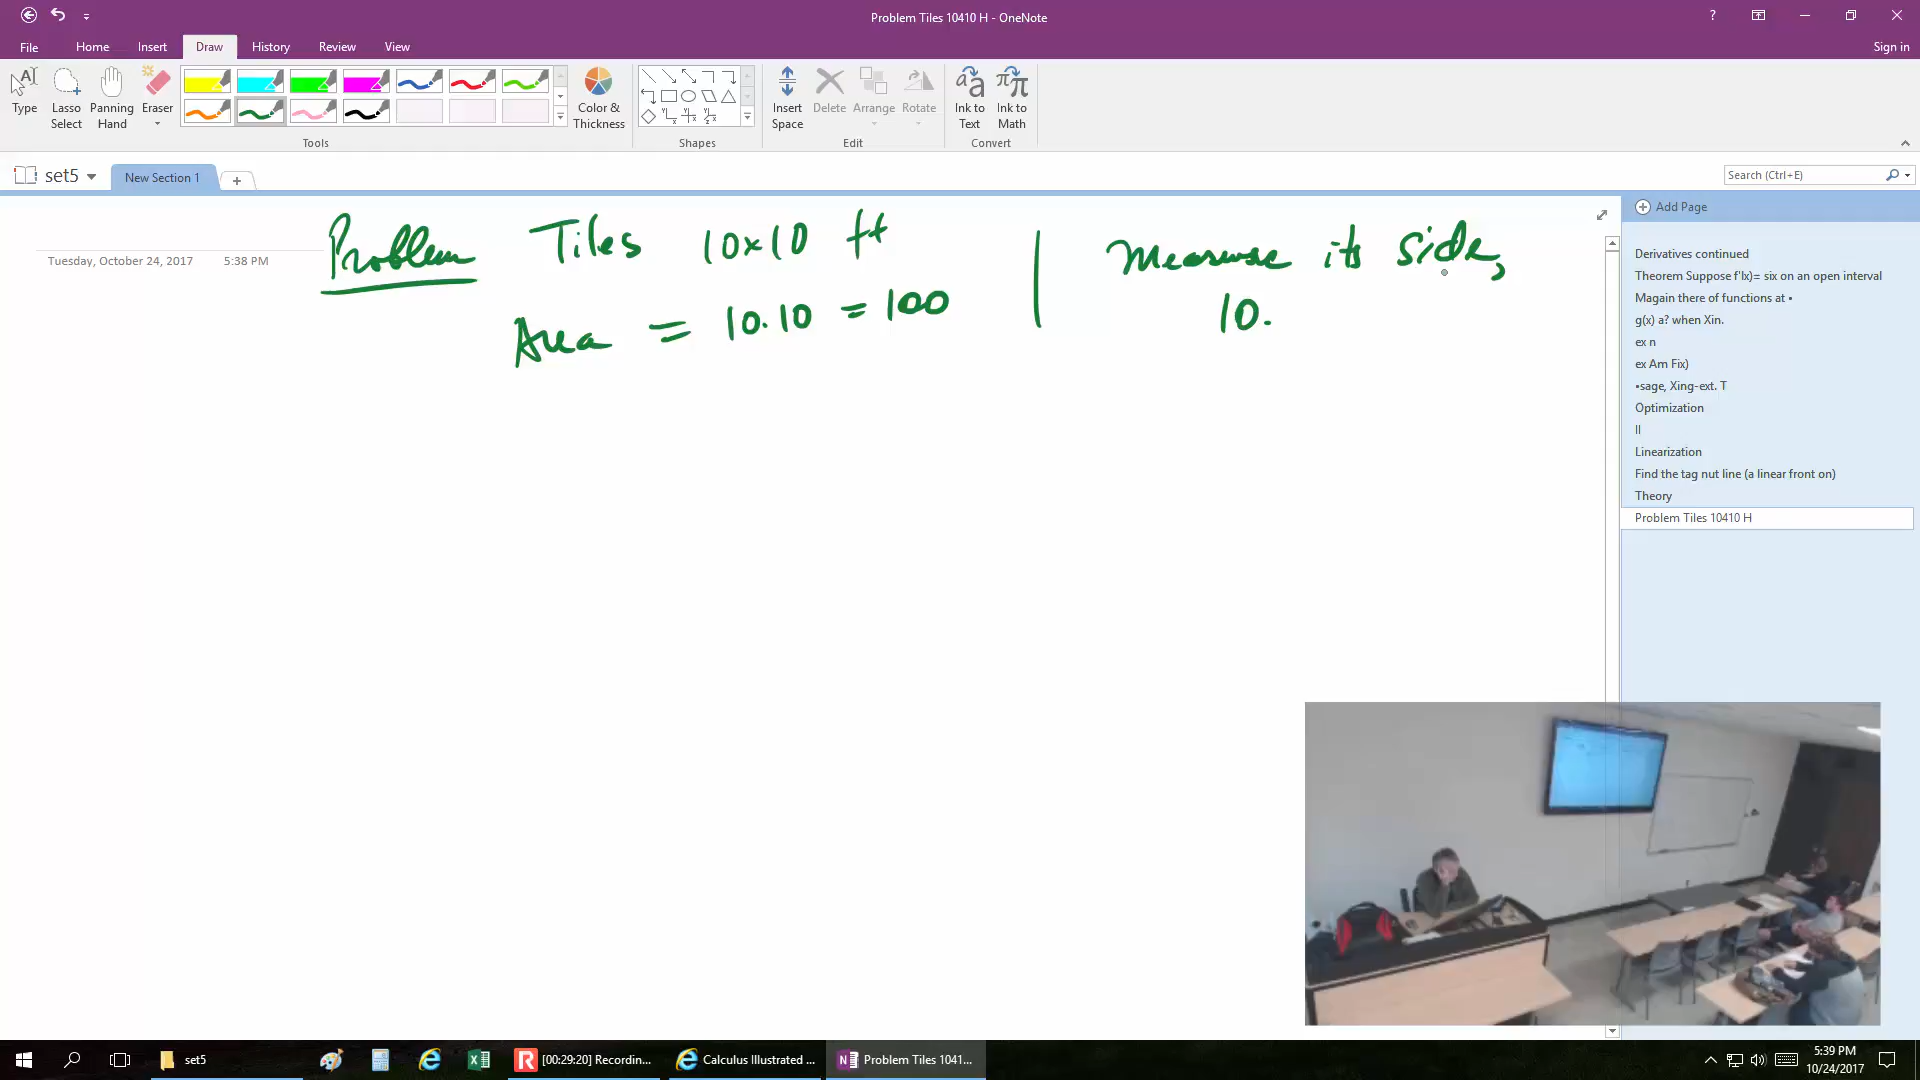 Problem Tiles 10410 H - OneNote
?
File
Home
Insert
Draw
History
Review
View
Sign in
Type
Lasso Select
Panning Hand
Eraser
Color & Thickness
Insert Space
Delete
Arrange
Rotate
Ink to Text
Ink to Math
Tools
Shapes
Edit
Convert
set5
New Section 1
Search (Ctrl+E)
Tuesday, October 24, 2017 5:38 PM
Problem Tiles 10×10 ft
Area = 10·10 = 100
Measure its side,
10.
Add Page
Derivatives continued
Theorem Suppose f'lx)= six on an open interval
Magain there of functions at •
g(x) a? when Xin.
ex n
ex Am Fix)
•sage, Xing-ext. T
Optimization
II
Linearization
Find the tag nut line (a linear front on)
Theory
Problem Tiles 10410 H
set5
[00:29:20] Recordin...
Calculus Illustrated ...
Problem Tiles 1041...
5:39 PM
10/24/2017